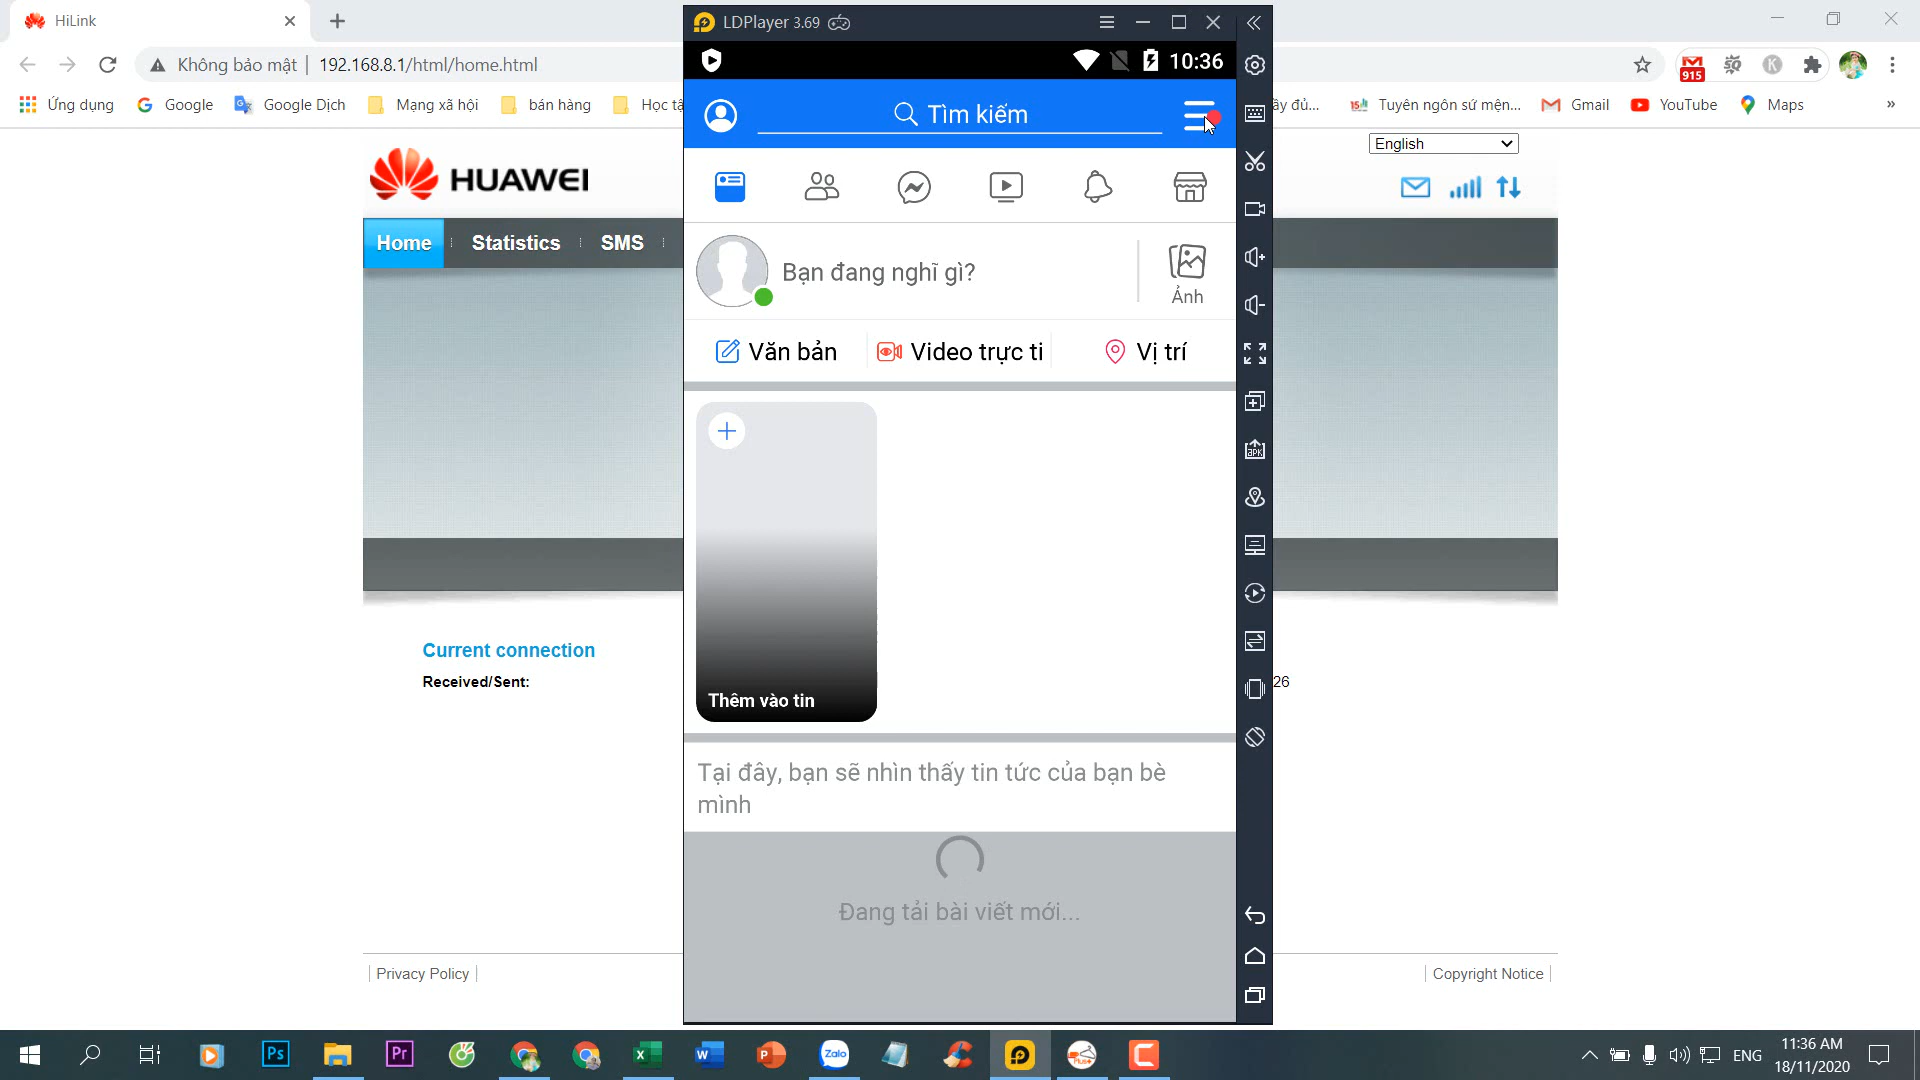 HiLink
LDPlayer 3.69
Không bảo mật
192.168.8.1/html/home.html
10:36
915
Ứng dụng
Google
Google Dịch
Mạng xã hội
bán hàng
Tìm kiếm
Tuyên ngôn sứ mện...
Gmail
YouTube
Maps
»
HUAWEI
English
Home
Statistics
SMS
Bạn đang nghĩ gì?
Ảnh
Văn bản
Video trực ti
Vị trí
Thêm vào tin
Current connection
Received/Sent:
26
Tại đây, bạn sẽ nhìn thấy tin tức của bạn bè
mình
Đang tải bài viết mới...
Privacy Policy
Copyright Notice
Ps
Pr
Zalo
ENG
11:36 AM
18/11/2020